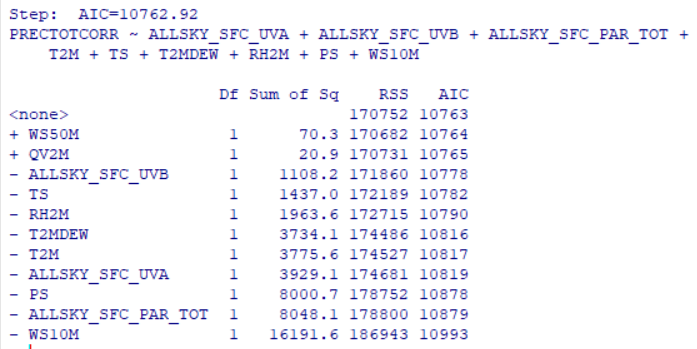 Step:  AIC=10762.92
PRECTOTCORR ~ ALLSKY_SFC_UVA + ALLSKY_SFC_UVB + ALLSKY_SFC_PAR_TOT +
    T2M + TS + T2MDEW + RH2M + PS + WS10M

                     Df Sum of Sq    RSS   AIC
<none>                            170752 10763
+ WS50M               1      70.3 170682 10764
+ QV2M                1      20.9 170731 10765
- ALLSKY_SFC_UVB      1    1108.2 171860 10778
- TS                  1    1437.0 172189 10782
- RH2M                1    1963.6 172715 10790
- T2MDEW              1    3734.1 174486 10816
- T2M                 1    3775.6 174527 10817
- ALLSKY_SFC_UVA      1    3929.1 174681 10819
- PS                  1    8000.7 178752 10878
- ALLSKY_SFC_PAR_TOT  1    8048.1 178800 10879
- WS10M               1   16191.6 186943 10993